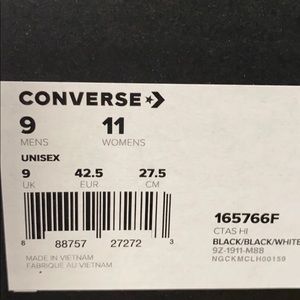 CONVERSE
9 11
MENS WOMENS
UNISEX
9 42.5 27.5
UK EUR CM
8 88757 27272 3
165766F
CTAS HI
BLACK/BLACK/WHITE
9Z-1911-M88
NGCKMCLH00159
MADE IN VIETNAM
FABRIQUE AU VIETNAM